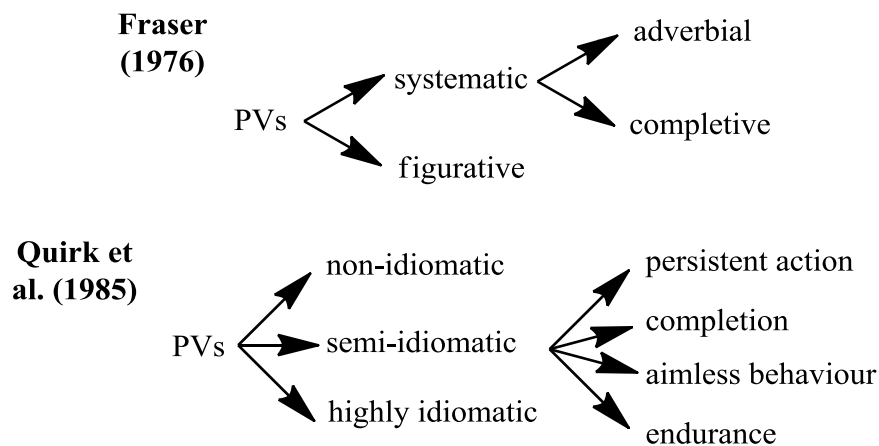 Fraser
(1976)
PVs
systematic
figurative
adverbial
completive
Quirk et
al. (1985)
PVs
non-idiomatic
semi-idiomatic
highly idiomatic
persistent action
completion
aimless behaviour
endurance